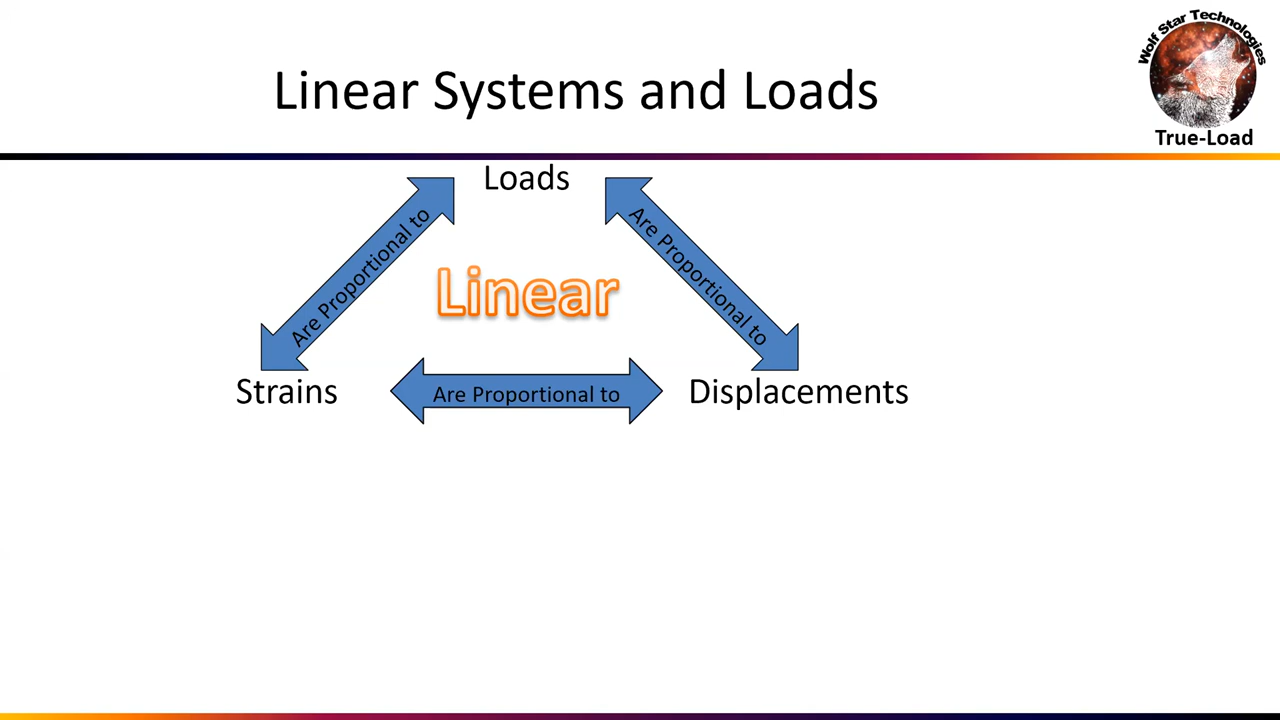 Wolf Star Technologies
Linear Systems and Loads
True-Load
Loads
Are Proportional to
Are Proportional to
Linear
Strains
Are Proportional to
Displacements